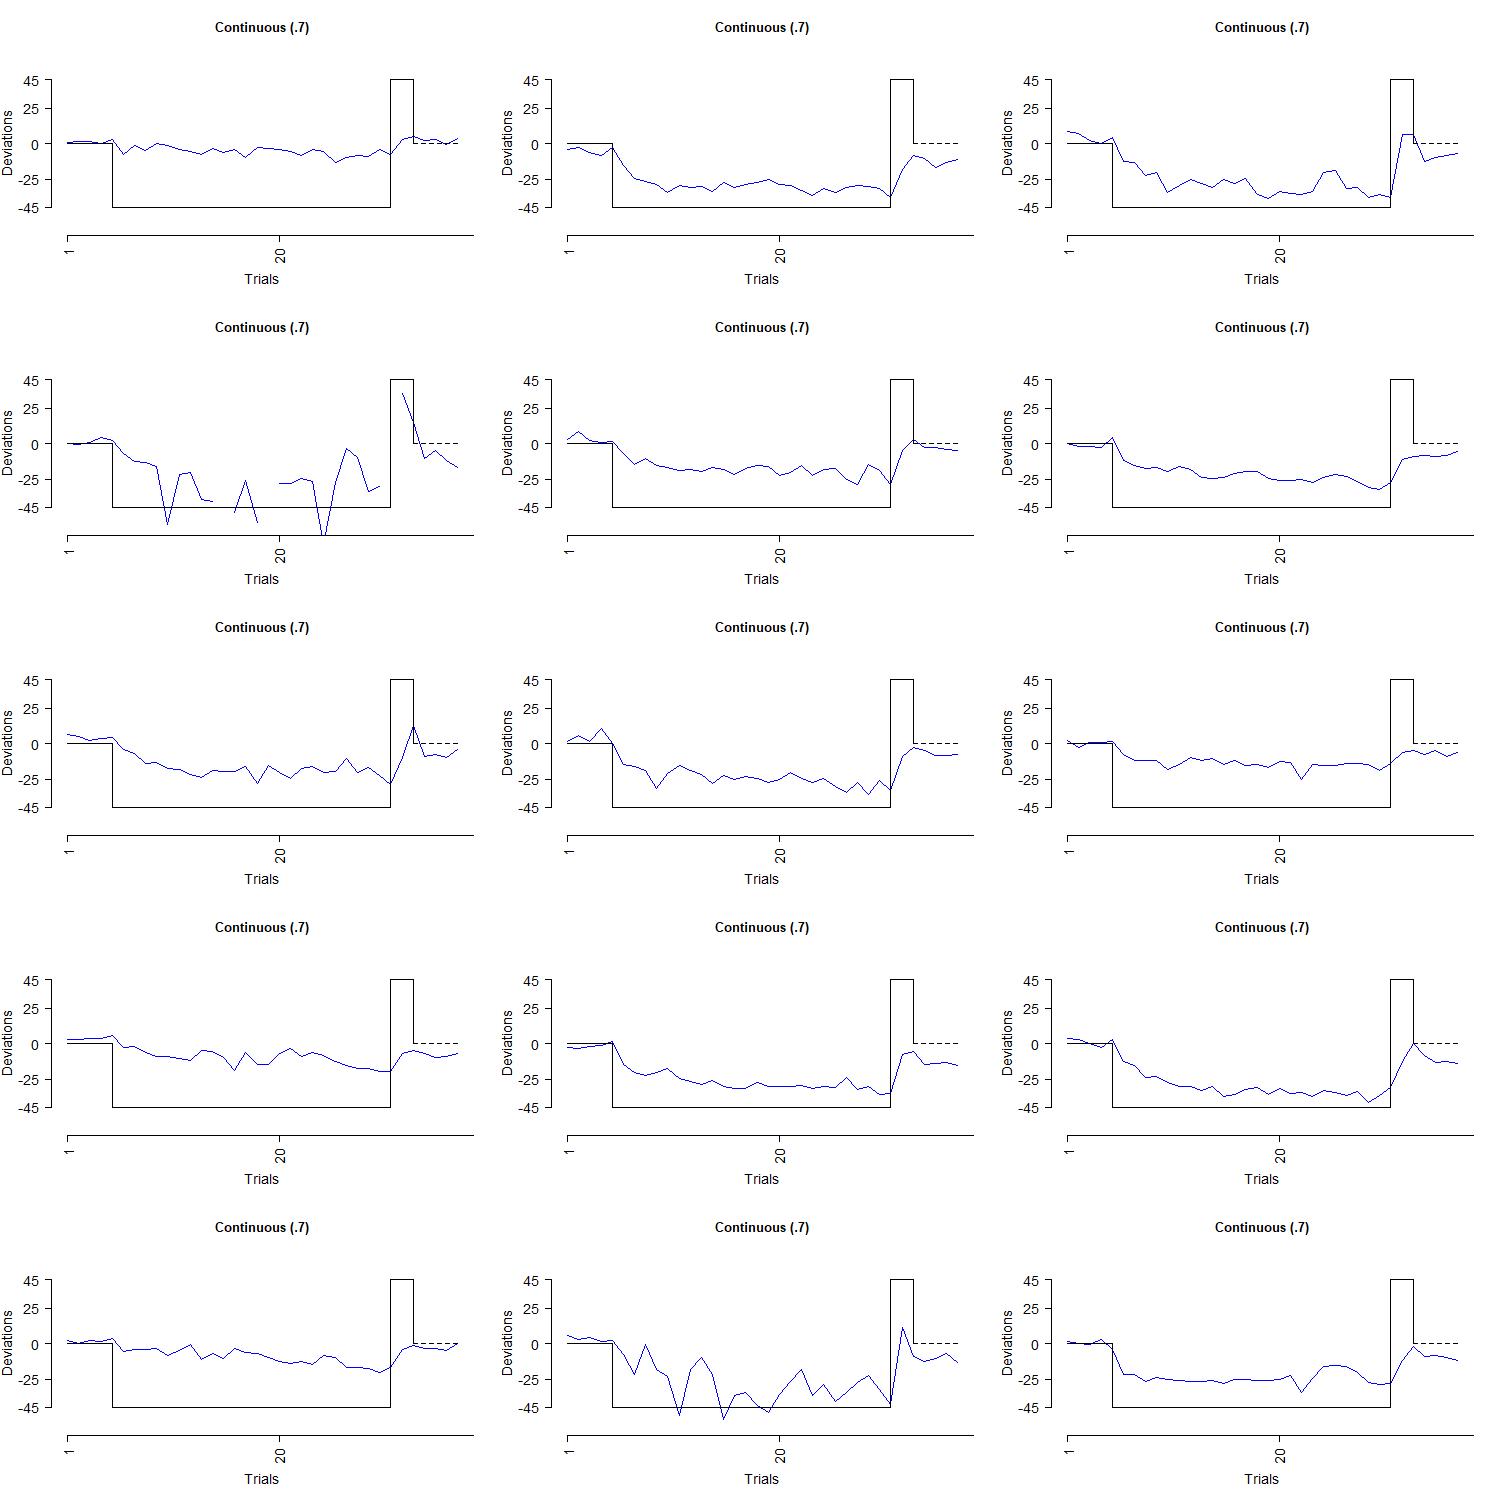 Continuous (.7) Continuous (.7) Continuous (.7)
45 45 45
25 25 25
0 0 0
-25 -25 -25
-45 -45 -45
Deviations Deviations Deviations
1 20 1 20 1 20
Trials Trials Trials
Continuous (.7) Continuous (.7) Continuous (.7)
45 45 45
25 25 25
0 0 0
-25 -25 -25
-45 -45 -45
Deviations Deviations Deviations
1 20 1 20 1 20
Trials Trials Trials
Continuous (.7) Continuous (.7) Continuous (.7)
45 45 45
25 25 25
0 0 0
-25 -25 -25
-45 -45 -45
Deviations Deviations Deviations
1 20 1 20 1 20
Trials Trials Trials
Continuous (.7) Continuous (.7) Continuous (.7)
45 45 45
25 25 25
0 0 0
-25 -25 -25
-45 -45 -45
Deviations Deviations Deviations
1 20 1 20 1 20
Trials Trials Trials
Continuous (.7) Continuous (.7) Continuous (.7)
45 45 45
25 25 25
0 0 0
-25 -25 -25
-45 -45 -45
Deviations Deviations Deviations
1 20 1 20 1 20
Trials Trials Trials